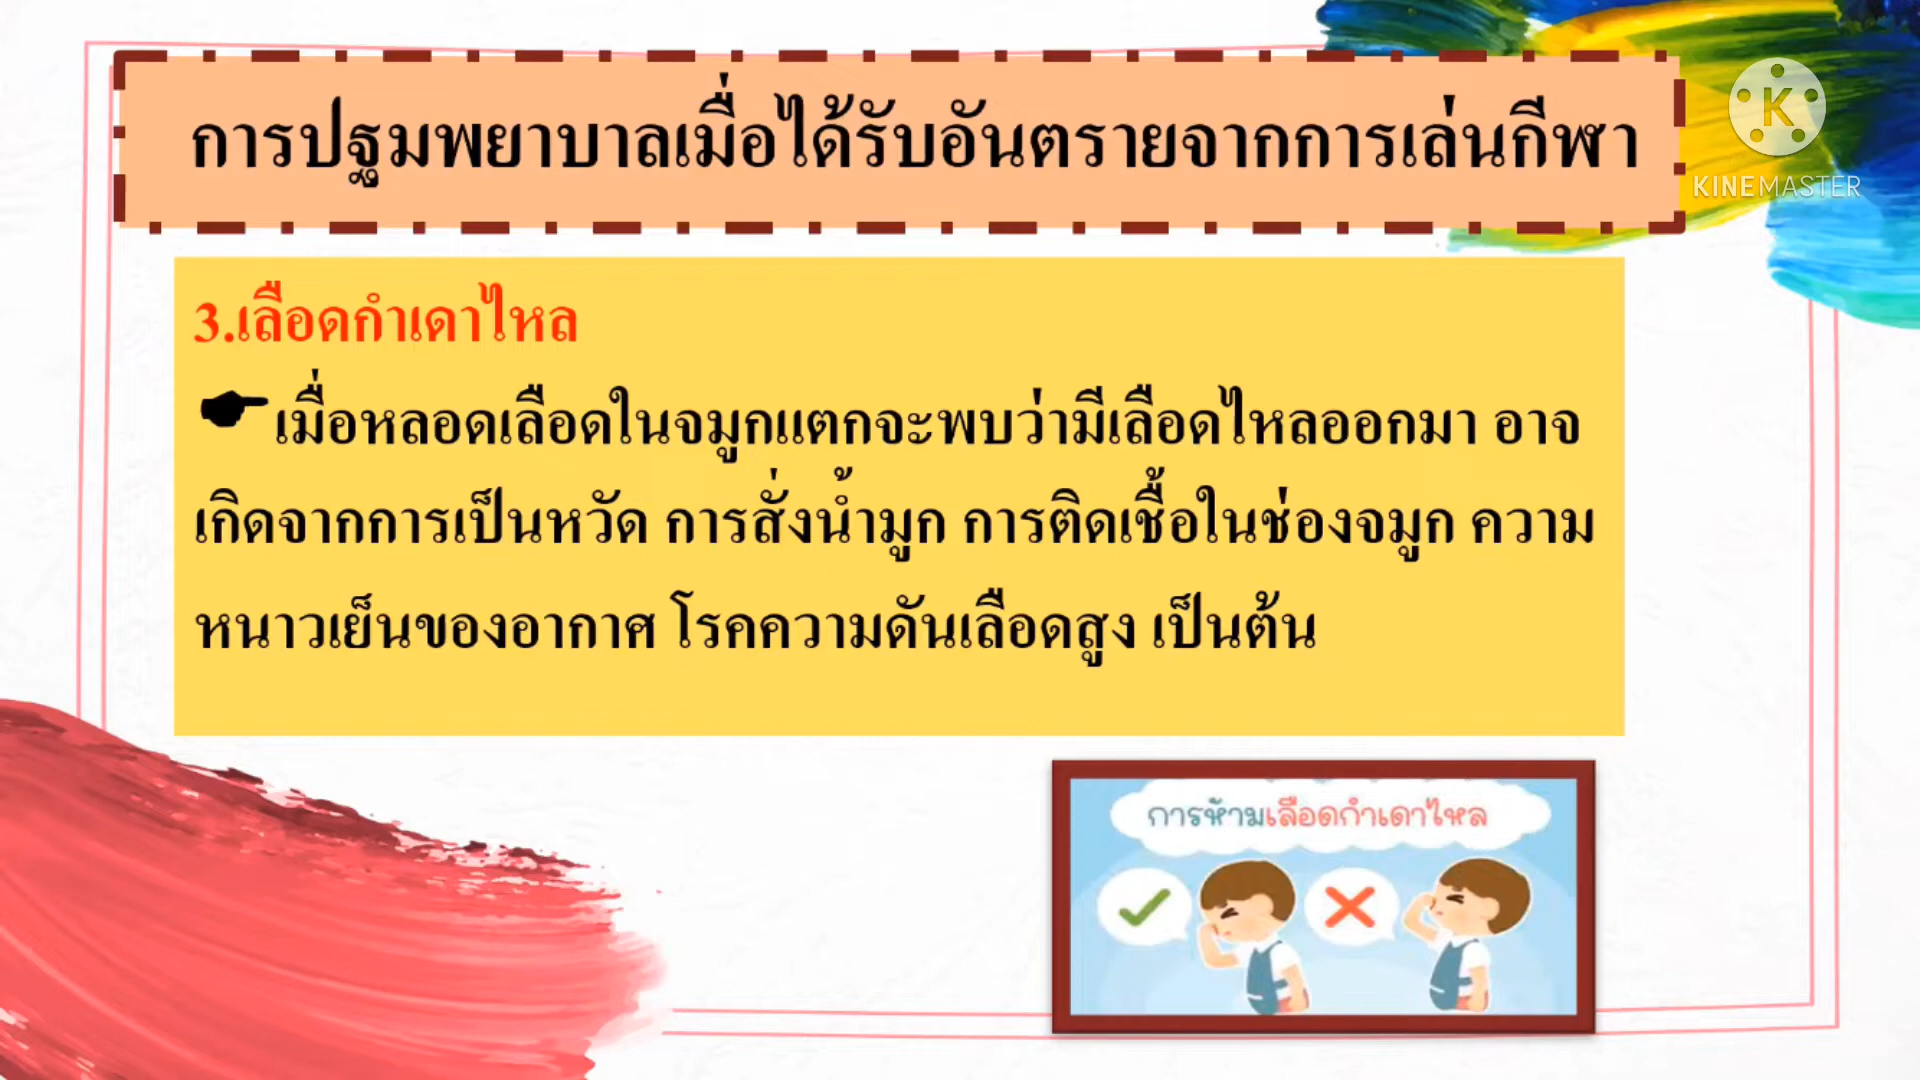 การปฐมพยาบาลเมื่อได้รับอันตรายจากการเล่นกีฬา
KINEMASTER
3.เลือดกำเดาไหล
เมื่อหลอดเลือดในจมูกแตกจะพบว่ามีเลือดไหลออกมา อาจ
เกิดจากการเป็นหวัด การสั่งน้ำมูก การติดเชื้อในช่องจมูก ความ
หนาวเย็นของอากาศ โรคความดันเลือดสูง เป็นต้น
การห้ามเลือดกำเดาไหล